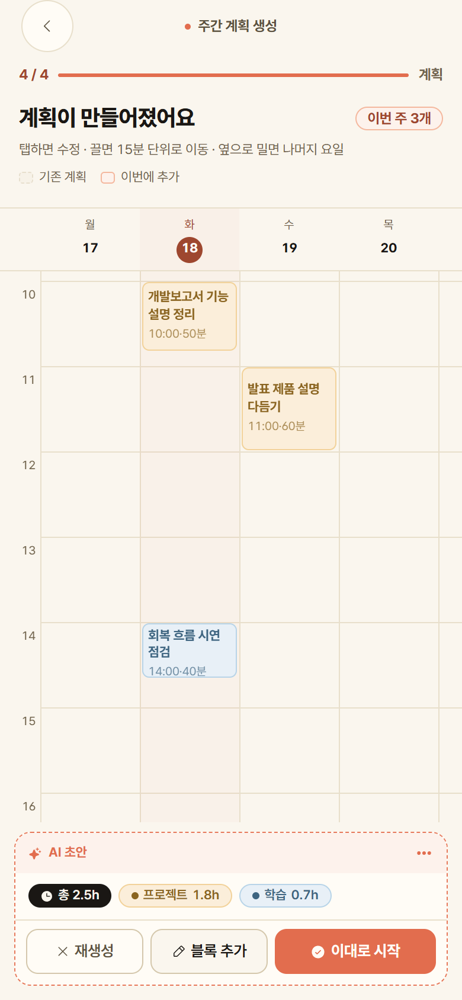 주간 계획 생성
4 / 4
계획
계획이 만들어졌어요
이번 주 3개
탭하면 수정 · 끌면 15분 단위로 이동 · 옆으로 밀면 나머지 요일
기존 계획
이번에 추가
월
화
수
목
17
18
19
20
10
개발보고서 기능
설명 정리
10:00·50분
11
발표 제품 설명
다듬기
11:00·60분
12
13
14
회복 흐름 시연
점검
14:00·40분
15
16
AI 초안
총 2.5h
프로젝트 1.8h
학습 0.7h
재생성
블록 추가
이대로 시작